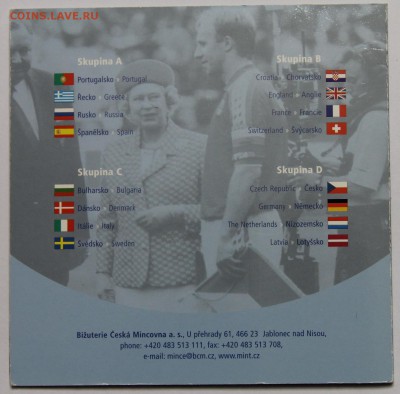 COINS.LAVE.РУ
Skupina A
Portugalsko • Portugal
Řecko • Greece
Rusko • Russia
Španělsko • Spain
Skupina B
Croatia • Chorvatsko
England • Anglie
France • Francie
Switzerland • Švýcarsko
Skupina C
Bulharsko • Bulgaria
Dánsko • Denmark
Itálie • Italy
Švédsko • Sweden
Skupina D
Czech Republic • Česko
Germany • Německo
The Netherlands • Nizozemsko
Latvia • Lotyšsko
Bižuterie Česká Mincovna a. s., U přehrady 61, 466 23 Jablonec nad Nisou,
phone: +420 483 513 111, fax: +420 483 513 708,
e-mail: mince@bcm.cz, www.mint.cz